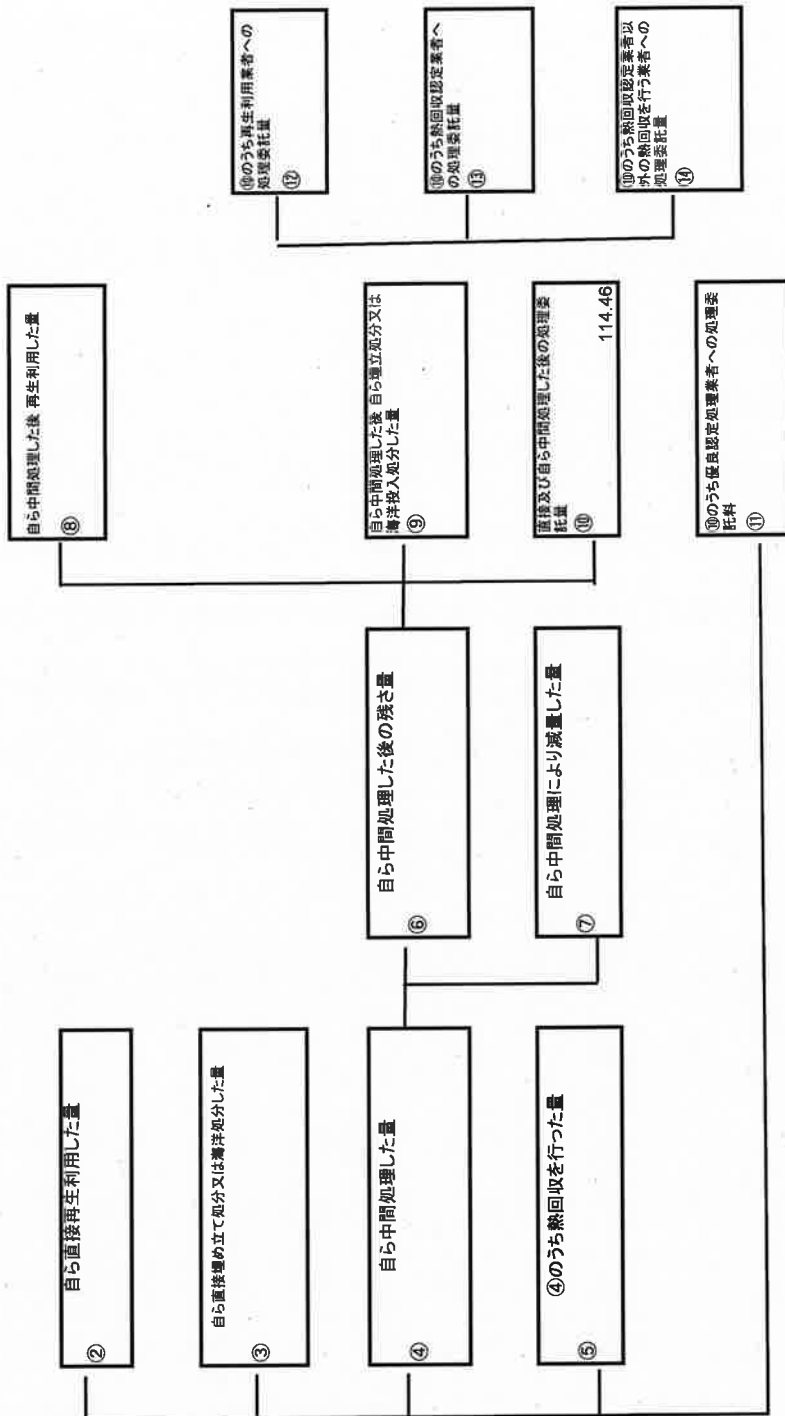 自ら直接再生利用した量
②
自ら直接埋め立て処分又は海洋処分した量
③
自ら中間処理した量
④
④のうち熱回収を行った量
⑤
自ら中間処理した後の残さ量
⑥
自ら中間処理により減量した量
⑦
自ら中間処理した後 再生利用した量
⑧
自ら中間処理した後 自ら埋立処分又は
海洋投入処分した量
⑨
直接及び自ら中間処理した後の処理委
託量
⑩
114.46
⑩のうち優良認定処理業者への処理委
託料
⑪
⑩のうち再生利用業者への
処理委託量
⑫
⑩のうち熱回収認定業者へ
の処理委託量
⑬
⑩のうち熱回収認定業者以
外の熱回収を行う業者への
処理委託量
⑭